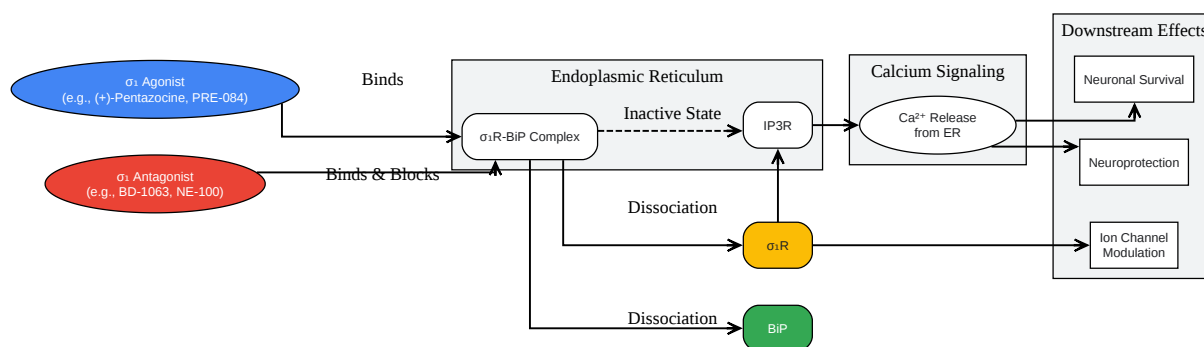 Downstream Effects
Endoplasmic Reticulum
Calcium Signaling
σ₁ Agonist
(e.g., (+)-Pentazocine, PRE-084)
Binds
Neuronal Survival
Inactive State
σ₁R-BiP Complex
IP3R
Ca²⁺ Release
from ER
Neuroprotection
σ₁ Antagonist
(e.g., BD-1063, NE-100)
Binds & Blocks
Dissociation
σ₁R
Ion Channel
Modulation
Dissociation
BiP